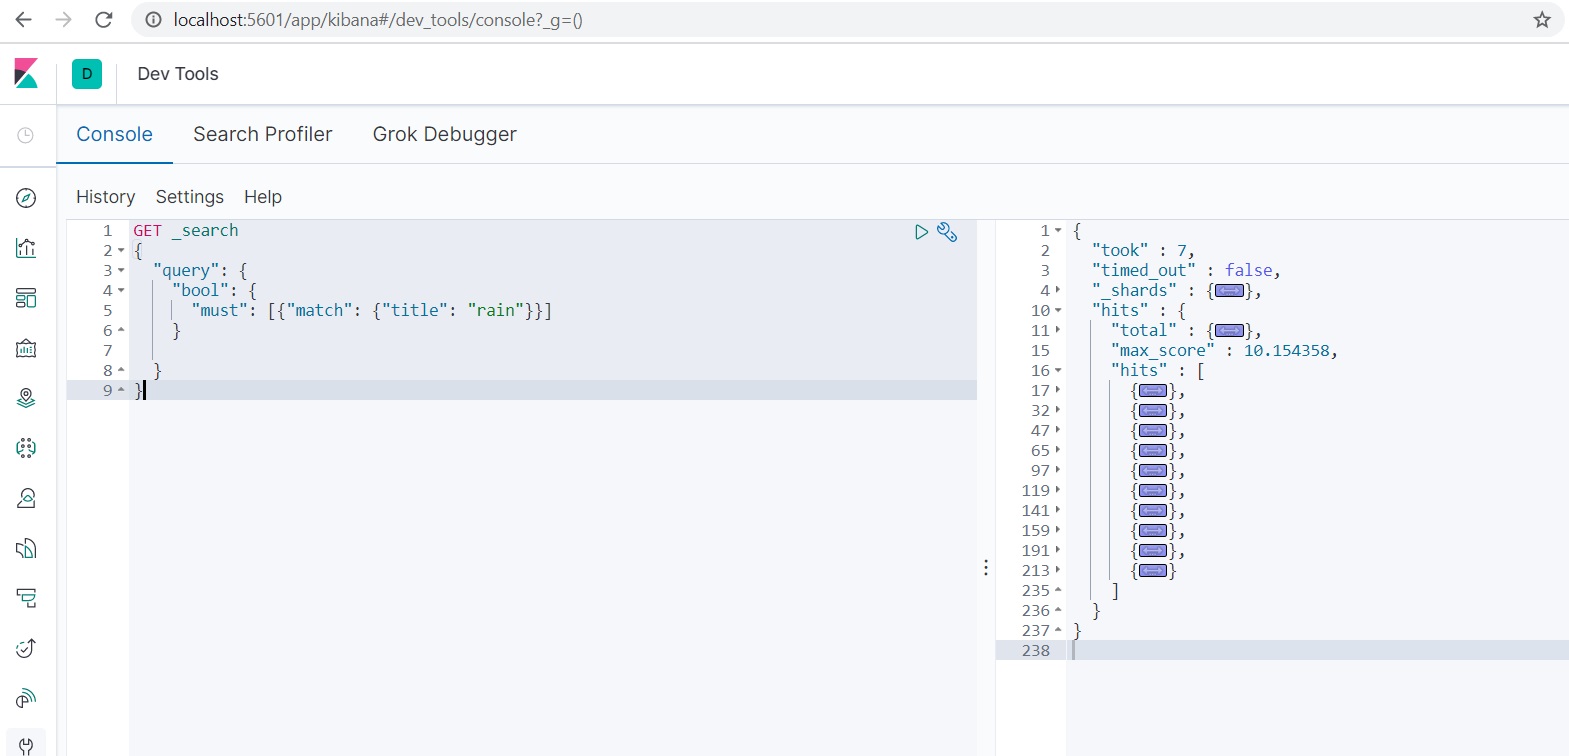 localhost:5601/app/kibana#/dev_tools/console?_g=()
D Dev Tools
Console Search Profiler Grok Debugger
History Settings Help
1 GET _search
2 {
3 "query": {
4 "bool": {
5 "must": [{"match": {"title": "rain"}}]
6 }
7
8 }
9 }
1 {
2 "took" : 7,
3 "timed_out" : false,
4 "_shards" : {},
10 "hits" : {
11 "total" : {},
15 "max_score" : 10.154358,
16 "hits" : [
17 {},
32 {},
47 {},
65 {},
97 {},
119 {},
141 {},
159 {},
191 {},
213 {}
235 ]
236 }
237 }
238